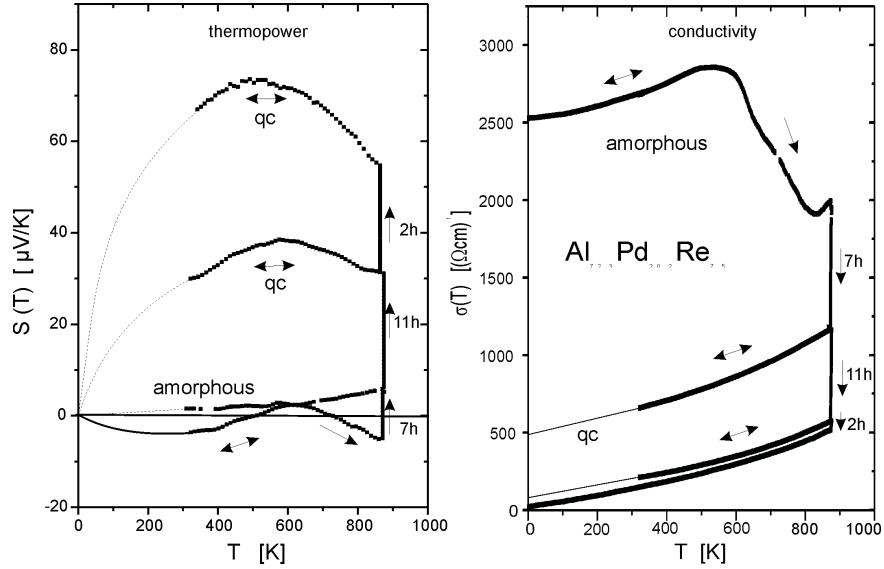 thermopower
80
60
40
20
0
-20
S (T) [ μV/K]
qc
qc
amorphous
2h
11h
7h
0
200
400
600
800
1000
T [K]
conductivity
3000
2500
2000
1500
1000
500
0
σ(T) [(Ωcm)⁻¹]
amorphous
Al Pd Re
7h
qc
11h
2h
0
200
400
600
800
1000
T [K]